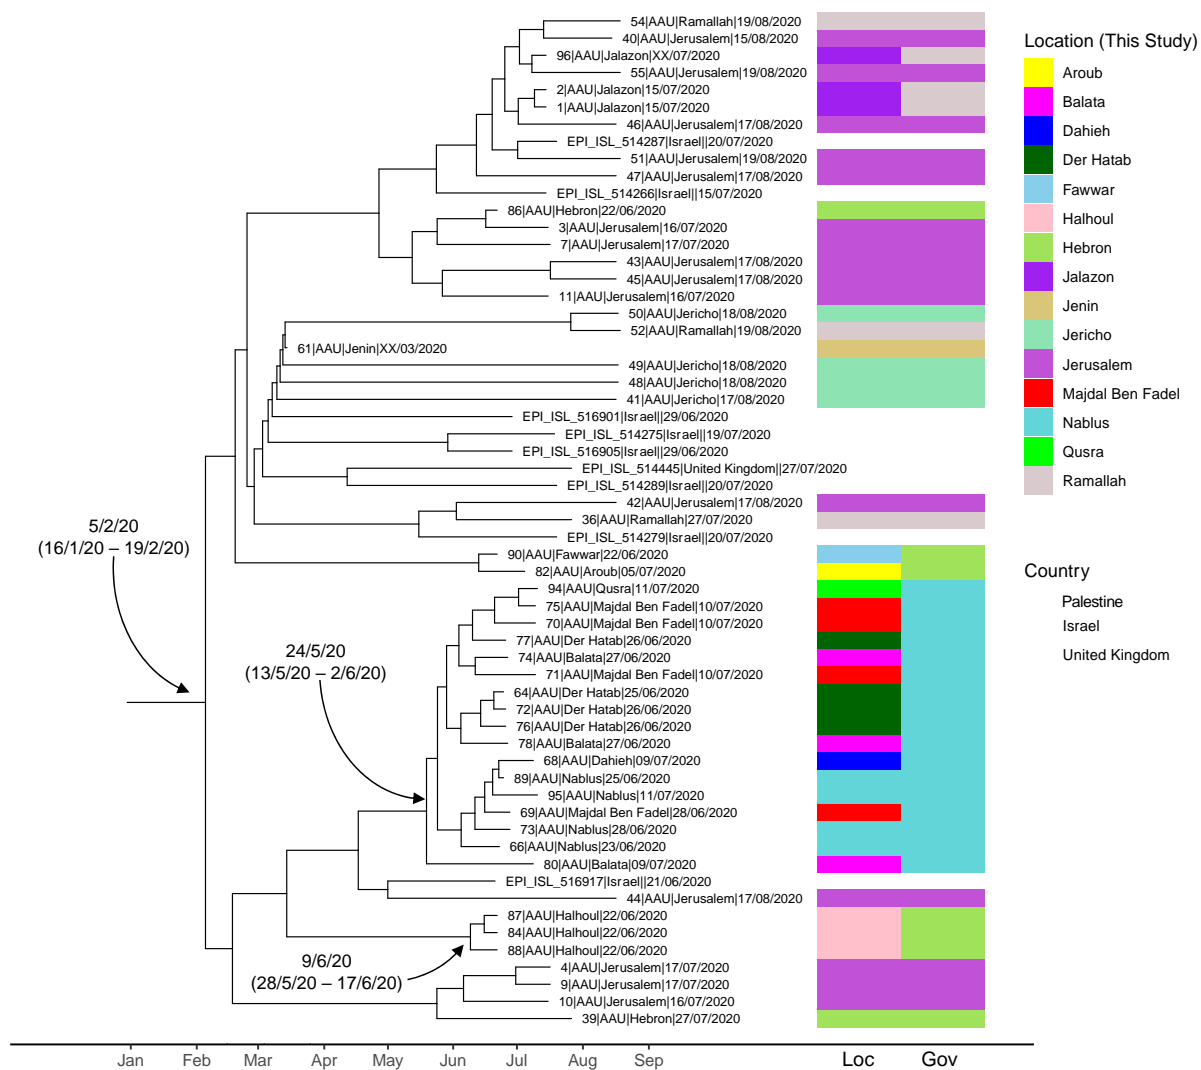 54|AAU|Ramallah|19/08/2020
40|AAU|Jerusalem|15/08/2020
96|AAU|Jalazon|XX/07/2020
55|AAU|Jerusalem|19/08/2020
2|AAU|Jalazon|15/07/2020
1|AAU|Jalazon|15/07/2020
46|AAU|Jerusalem|17/08/2020
EPI_ISL_514287|Israel||20/07/2020
51|AAU|Jerusalem|19/08/2020
47|AAU|Jerusalem|17/08/2020
EPI_ISL_514266|Israel||15/07/2020
86|AAU|Hebron|22/06/2020
3|AAU|Jerusalem|16/07/2020
7|AAU|Jerusalem|17/07/2020
43|AAU|Jerusalem|17/08/2020
45|AAU|Jerusalem|17/08/2020
11|AAU|Jerusalem|16/07/2020
50|AAU|Jericho|18/08/2020
52|AAU|Ramallah|19/08/2020
61|AAU|Jenin|XX/03/2020
49|AAU|Jericho|18/08/2020
48|AAU|Jericho|18/08/2020
41|AAU|Jericho|17/08/2020
EPI_ISL_516901|Israel||29/06/2020
EPI_ISL_514275|Israel||19/07/2020
EPI_ISL_516905|Israel||29/06/2020
EPI_ISL_514445|United Kingdom||27/07/2020
EPI_ISL_514289|Israel||20/07/2020
42|AAU|Jerusalem|17/08/2020
36|AAU|Ramallah|27/07/2020
EPI_ISL_514279|Israel||20/07/2020
90|AAU|Fawwar|22/06/2020
82|AAU|Aroub|05/07/2020
94|AAU|Qusra|11/07/2020
75|AAU|Majdal Ben Fadel|10/07/2020
70|AAU|Majdal Ben Fadel|10/07/2020
77|AAU|Der Hatab|26/06/2020
74|AAU|Balata|27/06/2020
71|AAU|Majdal Ben Fadel|10/07/2020
64|AAU|Der Hatab|25/06/2020
72|AAU|Der Hatab|26/06/2020
76|AAU|Der Hatab|26/06/2020
78|AAU|Balata|27/06/2020
68|AAU|Dahieh|09/07/2020
89|AAU|Nablus|25/06/2020
95|AAU|Nablus|11/07/2020
69|AAU|Majdal Ben Fadel|28/06/2020
73|AAU|Nablus|28/06/2020
66|AAU|Nablus|23/06/2020
80|AAU|Balata|09/07/2020
EPI_ISL_516917|Israel||21/06/2020
44|AAU|Jerusalem|17/08/2020
87|AAU|Halhoul|22/06/2020
84|AAU|Halhoul|22/06/2020
88|AAU|Halhoul|22/06/2020
4|AAU|Jerusalem|17/07/2020
9|AAU|Jerusalem|17/07/2020
10|AAU|Jerusalem|16/07/2020
39|AAU|Hebron|27/07/2020
5/2/20
(16/1/20 – 19/2/20)
24/5/20
(13/5/20 – 2/6/20)
9/6/20
(28/5/20 – 17/6/20)
Jan Feb Mar Apr May Jun Jul Aug Sep Loc Gov
Location (This Study)
Aroub
Balata
Dahieh
Der Hatab
Fawwar
Halhoul
Hebron
Jalazon
Jenin
Jericho
Jerusalem
Majdal Ben Fadel
Nablus
Qusra
Ramallah
Country
Palestine
Israel
United Kingdom